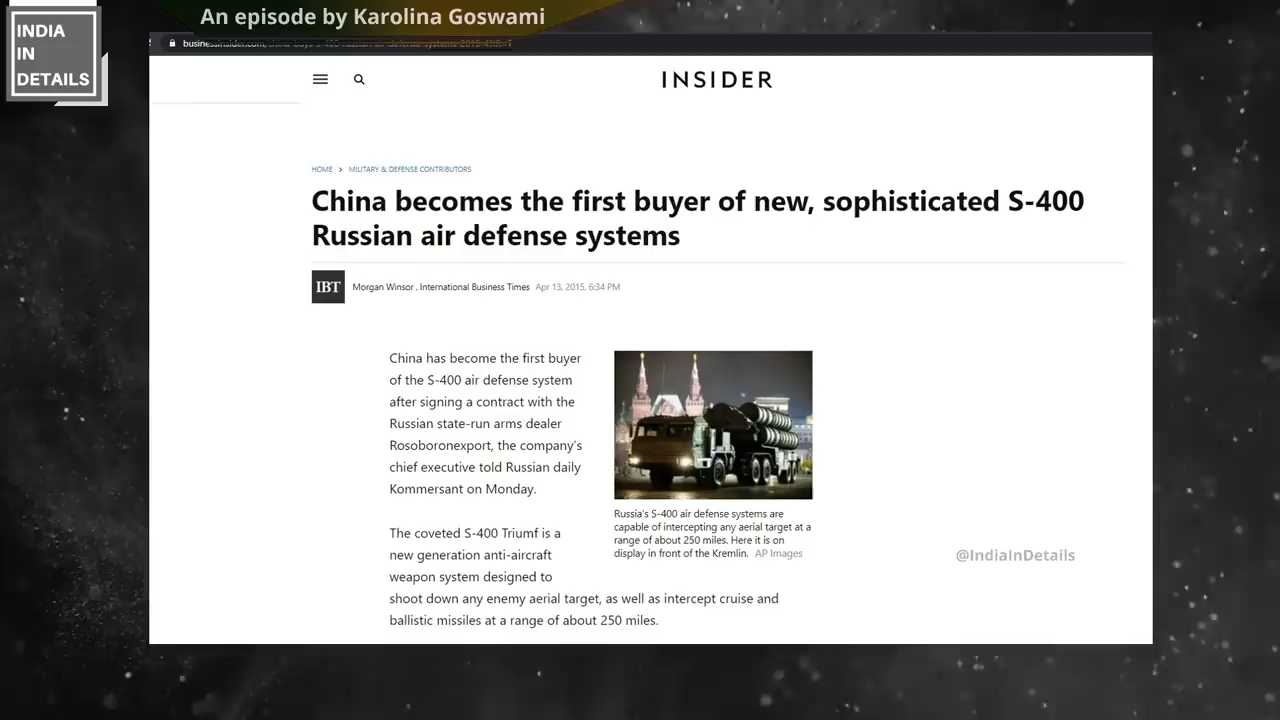 An episode by Karolina Goswami
INDIA
IN
DETAILS
INSIDER
HOME > MILITARY & DEFENSE CONTRIBUTORS
China becomes the first buyer of new, sophisticated S-400
Russian air defense systems
IBT
Morgan Winsor, International Business Times Apr 13, 2015, 6:34 PM
China has become the first buyer
of the S-400 air defense system
after signing a contract with the
Russian state-run arms dealer
Rosoboronexport, the company's
chief executive told Russian daily
Kommersant on Monday.
Russia's S-400 air defense systems are
capable of intercepting any aerial target at a
range of about 250 miles. Here it is on
display in front of the Kremlin. AP Images
The coveted S-400 Triumf is a
new generation anti-aircraft
weapon system designed to
shoot down any enemy aerial target, as well as intercept cruise and
ballistic missiles at a range of about 250 miles.
@IndiaInDetails